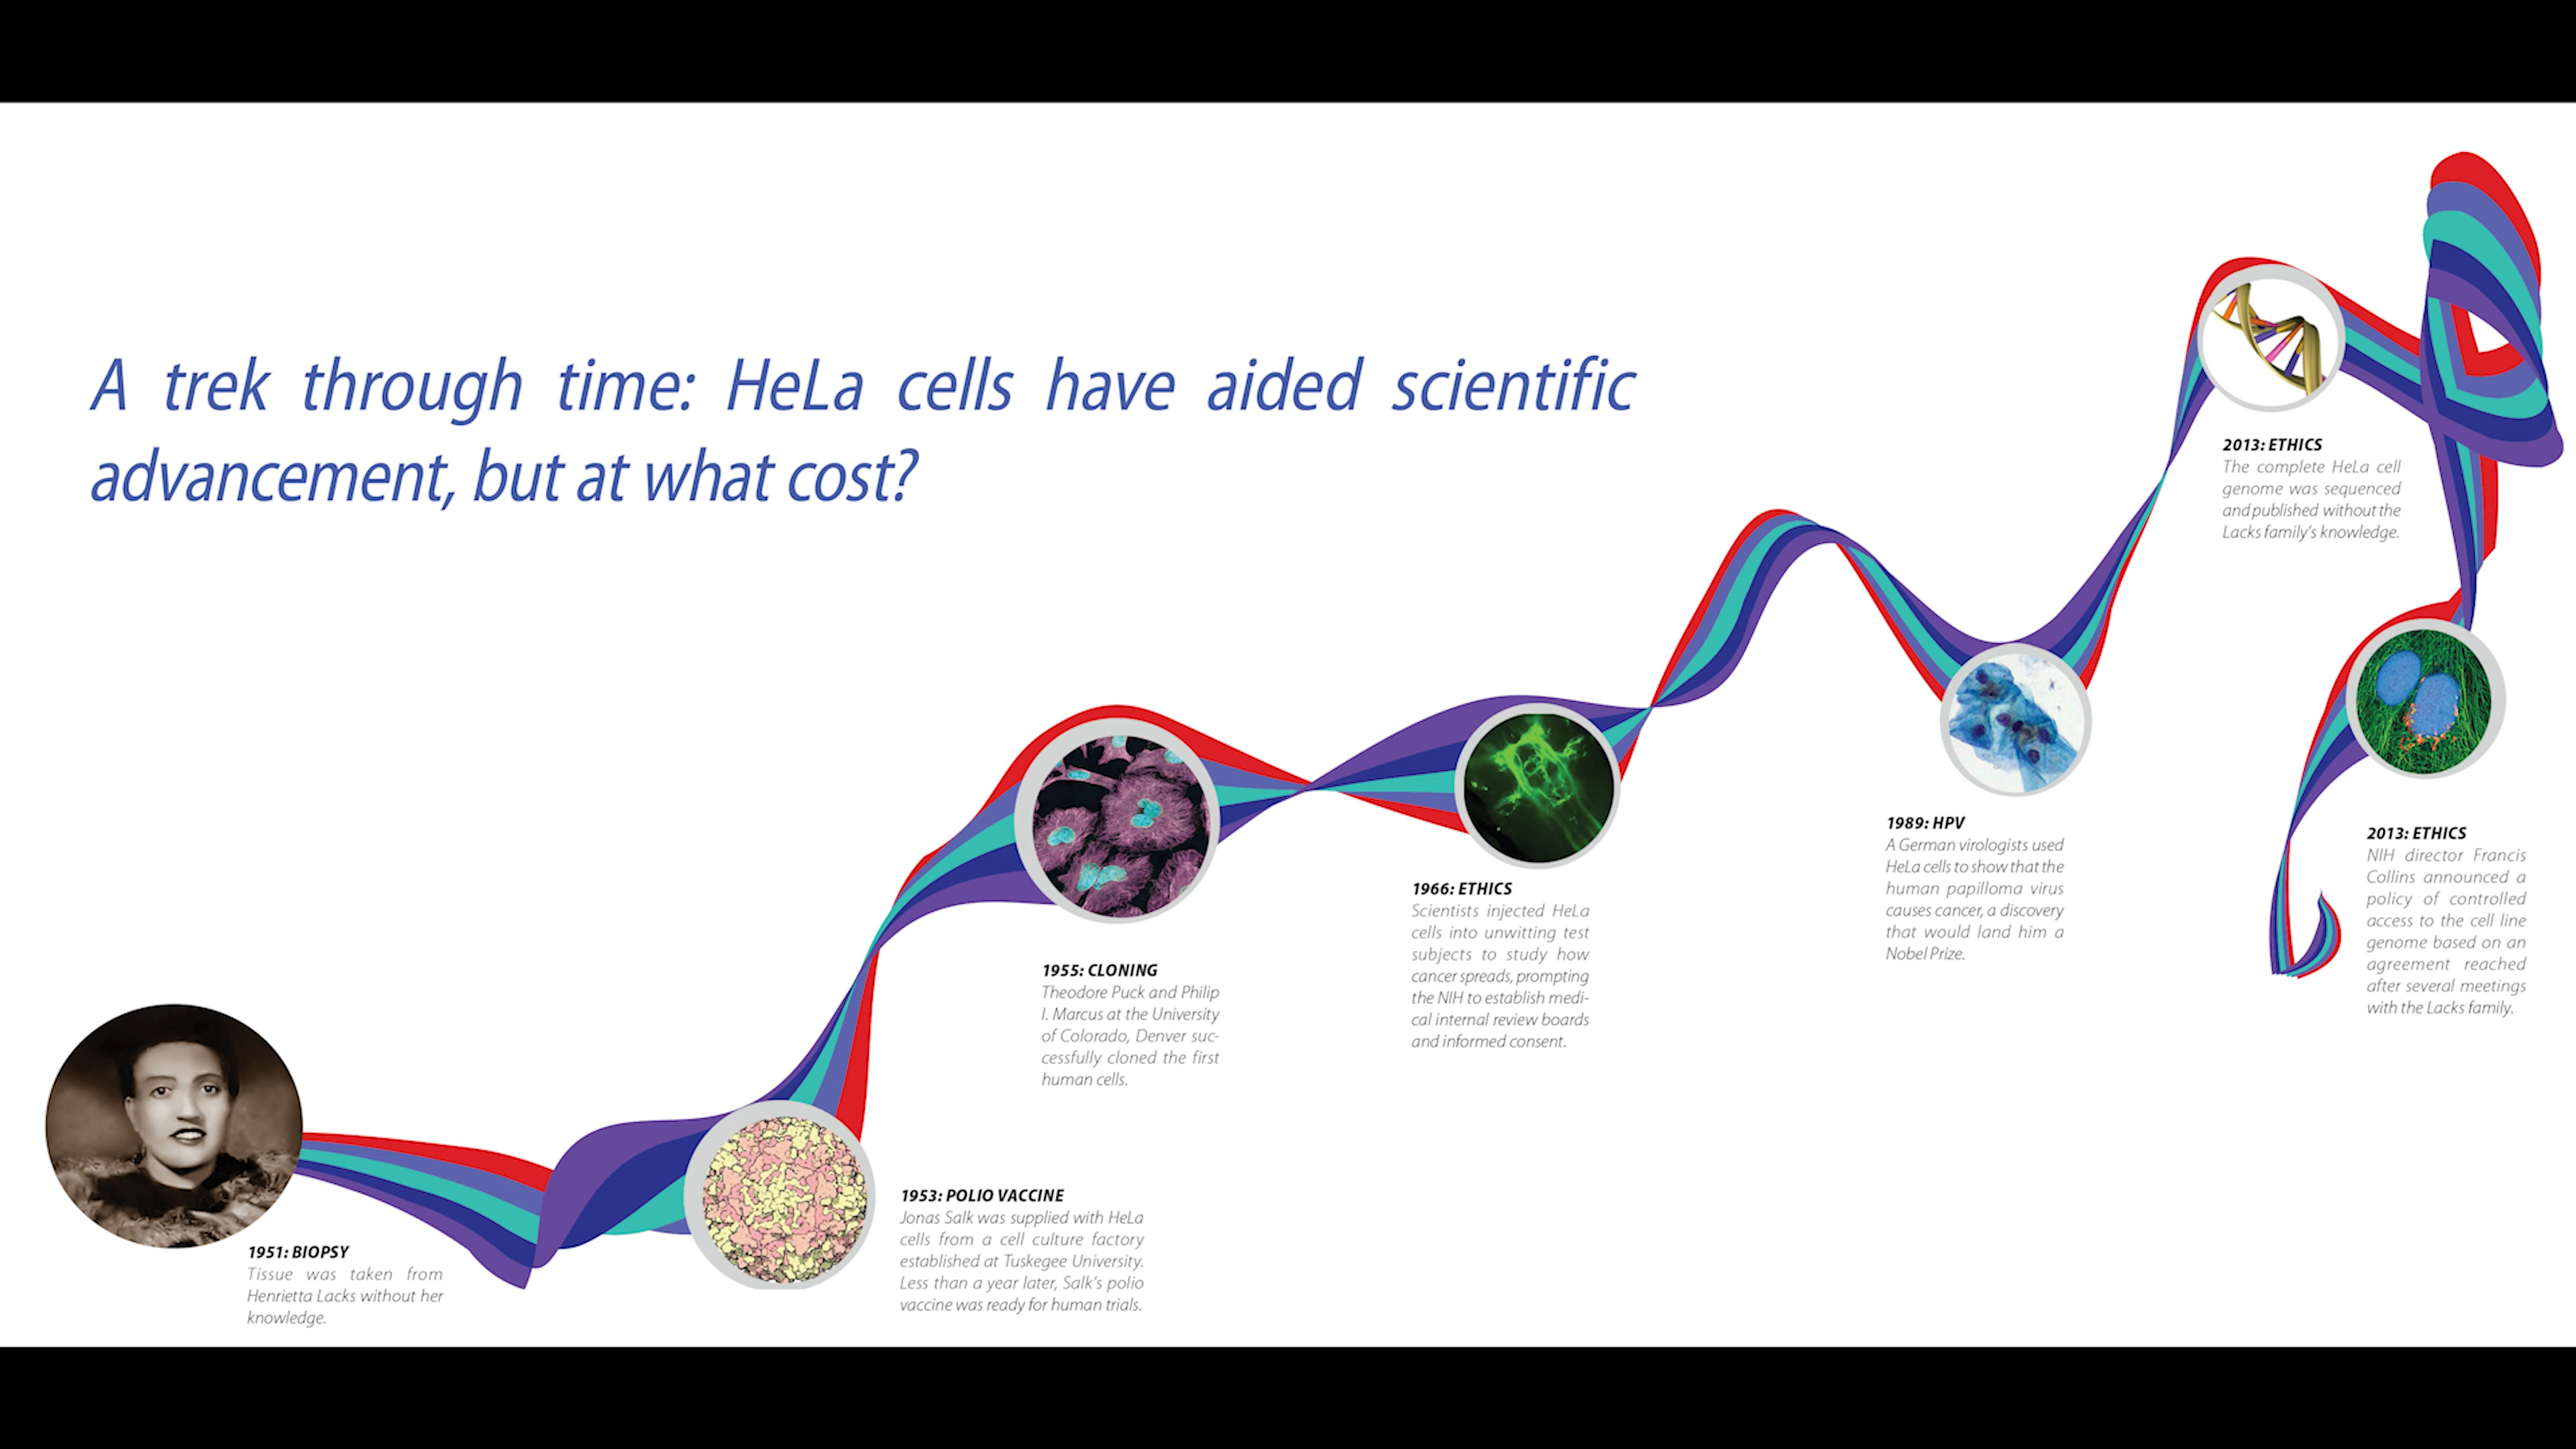 A trek through time: HeLa cells have aided scientific
advancement, but at what cost?
1951: BIOPSY
Tissue was taken from
Henrietta Lacks without her
knowledge.
1953: POLIO VACCINE
Jonas Salk was supplied with HeLa
cells from a cell culture factory
established at Tuskegee University.
Less than a year later, Salk's polio
vaccine was ready for human trials.
1955: CLONING
Theodore Puck and Philip
I. Marcus at the University
of Colorado, Denver suc-
cessfully cloned the first
human cells.
1966: ETHICS
Scientists injected HeLa
cells into unwitting test
subjects to study how
cancer spreads, prompting
the NIH to establish medi-
cal internal review boards
and informed consent.
1989: HPV
A German virologists used
HeLa cells to show that the
human papilloma virus
causes cancer, a discovery
that would land him a
Nobel Prize.
2013: ETHICS
The complete HeLa cell
genome was sequenced
and published without the
Lacks family's knowledge.
2013: ETHICS
NIH director Francis
Collins announced a
policy of controlled
access to the cell line
genome based on an
agreement reached
after several meetings
with the Lacks family.